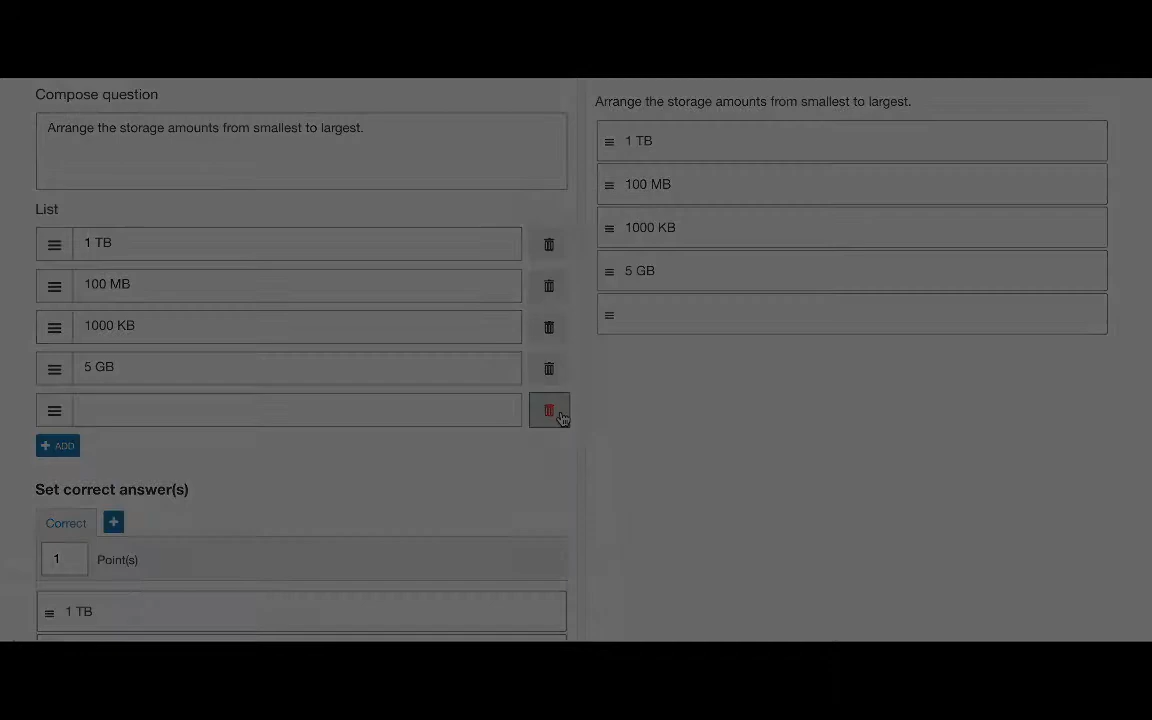 Compose question
Arrange the storage amounts from smallest to largest.
List
1 TB
100 MB
1000 KB
5 GB
ADD
Set correct answer(s)
Correct
1 Point(s)
1 TB
Arrange the storage amounts from smallest to largest.
1 TB
100 MB
1000 KB
5 GB